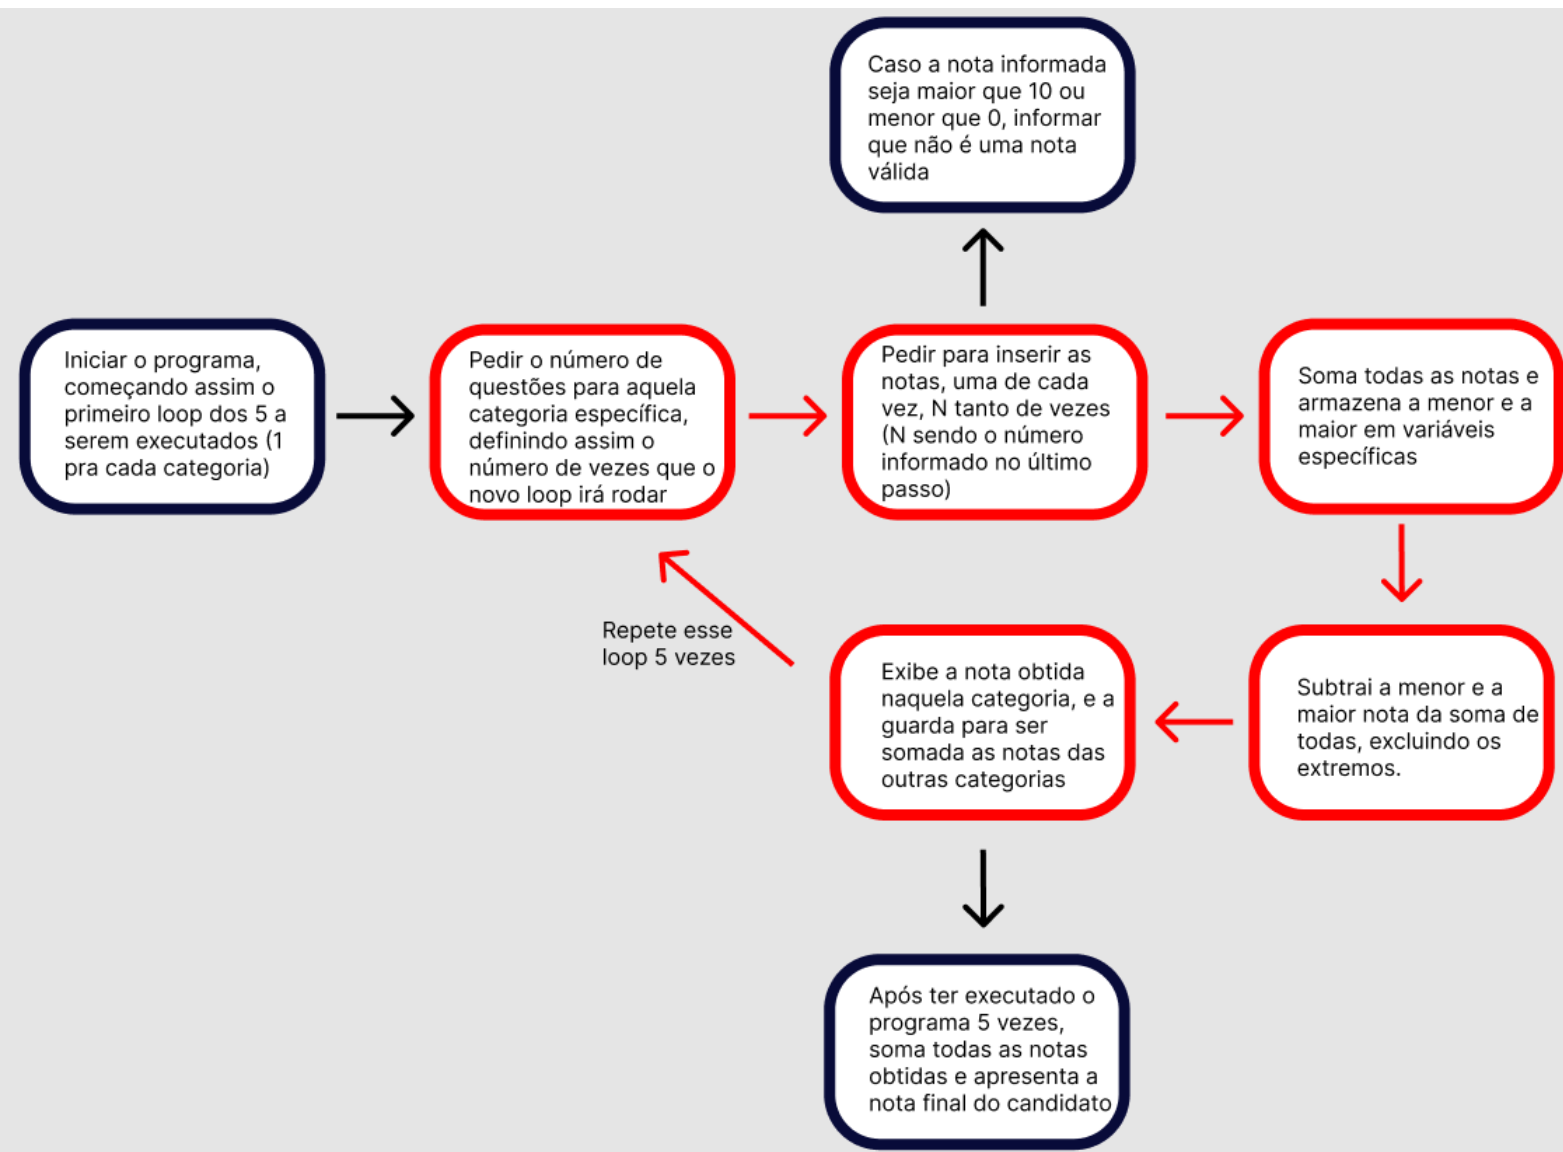 Caso a nota informada
seja maior que 10 ou
menor que 0, informar
que não é uma nota
válida
Iniciar o programa,
começando assim o
primeiro loop dos 5 a
serem executados (1
pra cada categoria)
Pedir o número de
questões para aquela
categoria específica,
definindo assim o
número de vezes que o
novo loop irá rodar
Pedir para inserir as
notas, uma de cada
vez, N tanto de vezes
(N sendo o número
informado no último
passo)
Soma todas as notas e
armazena a menor e a
maior em variáveis
específicas
Subtrai a menor e a
maior nota da soma de
todas, excluindo os
extremos.
Exibe a nota obtida
naquela categoria, e a
guarda para ser
somada as notas das
outras categorias
Repete esse
loop 5 vezes
Após ter executado o
programa 5 vezes,
soma todas as notas
obtidas e apresenta a
nota final do candidato